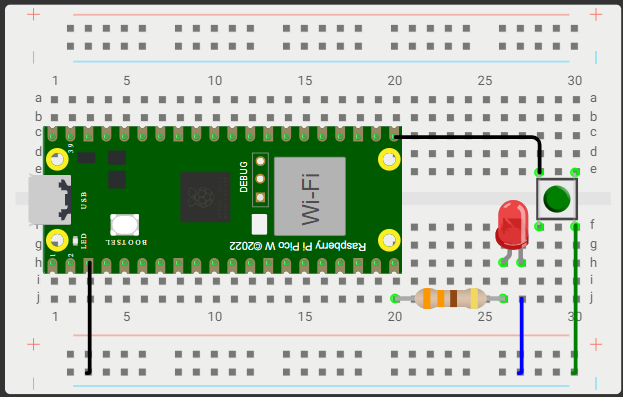 1 5 10 15 20 25 30
a a
b b
c c
d d
e e
39
DEBUG
Wi-Fi
USB
LED
BOOTSEL
Raspberry Pi Pico W ©2022
1 2
f f
g g
h h
i i
j j
1 5 10 15 20 25 30